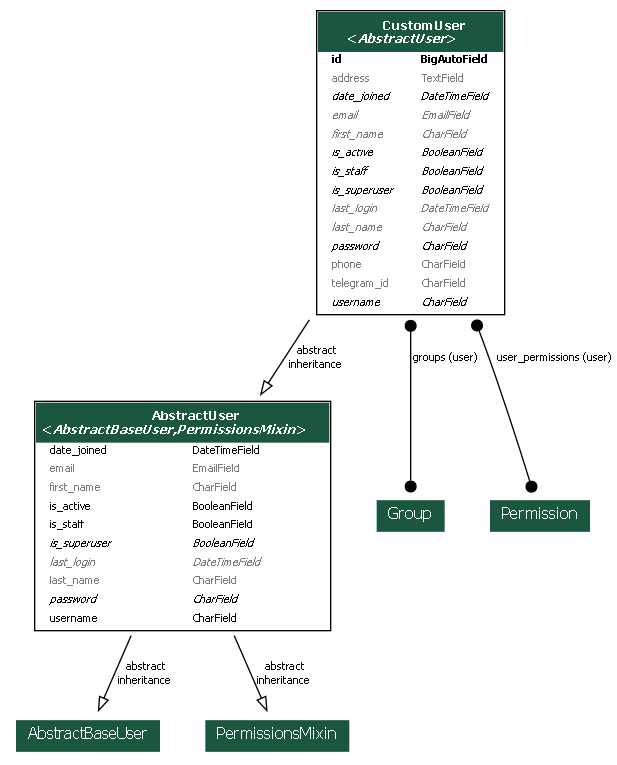 CustomUser
<AbstractUser>
id BigAutoField
address TextField
date_joined DateTimeField
email EmailField
first_name CharField
is_active BooleanField
is_staff BooleanField
is_superuser BooleanField
last_login DateTimeField
last_name CharField
password CharField
phone CharField
telegram_id CharField
username CharField
abstract
inheritance
groups (user)
user_permissions (user)
AbstractUser
<AbstractBaseUser,PermissionsMixin>
date_joined DateTimeField
email EmailField
first_name CharField
is_active BooleanField
is_staff BooleanField
is_superuser BooleanField
last_login DateTimeField
last_name CharField
password CharField
username CharField
Group
Permission
abstract
inheritance
abstract
inheritance
AbstractBaseUser
PermissionsMixin